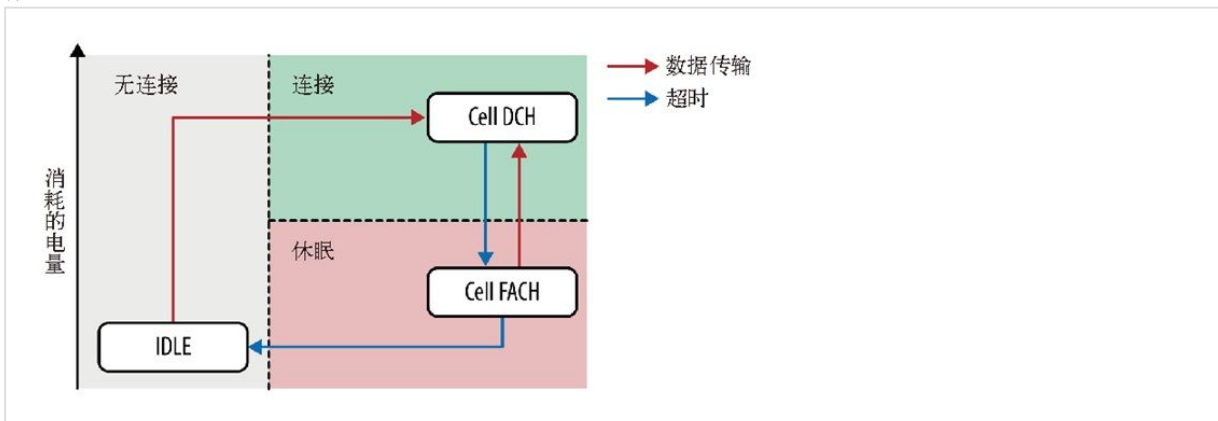 无连接
连接
数据传输
超时
Cell DCH
消耗的电量
休眠
Cell FACH
IDLE